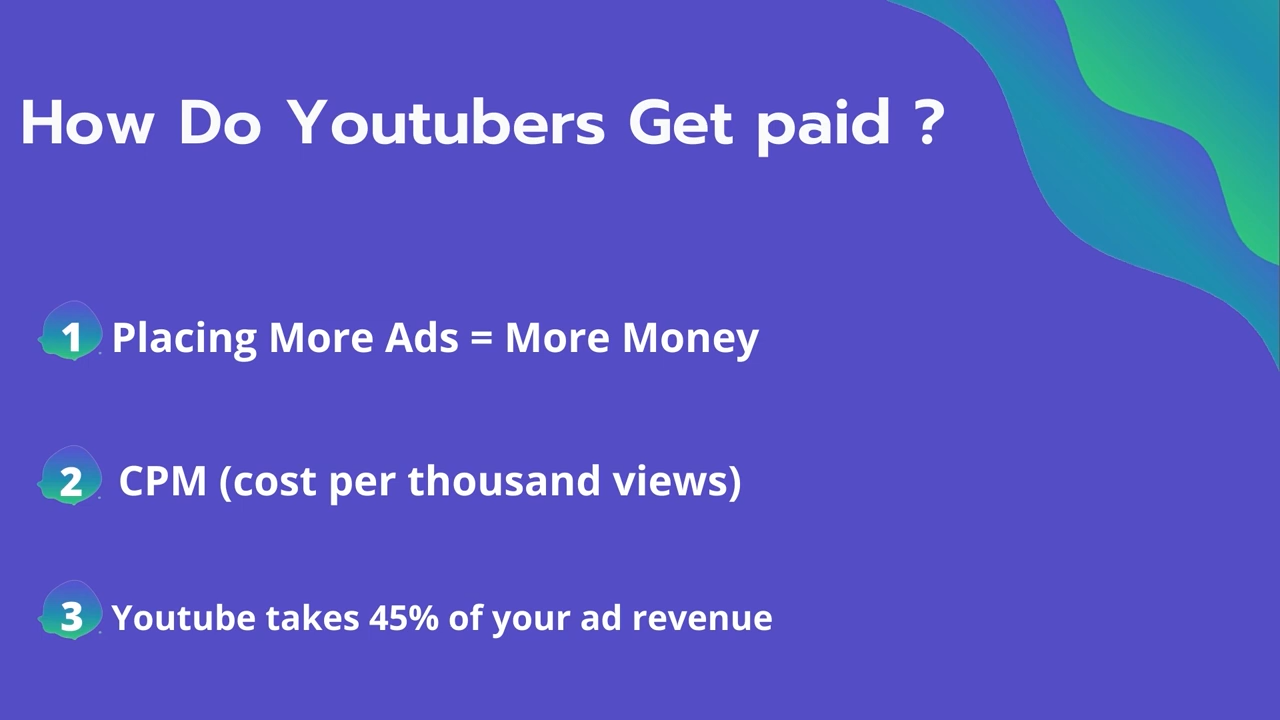 How Do Youtubers Get paid ?
1 Placing More Ads = More Money
2 CPM (cost per thousand views)
3 Youtube takes 45% of your ad revenue